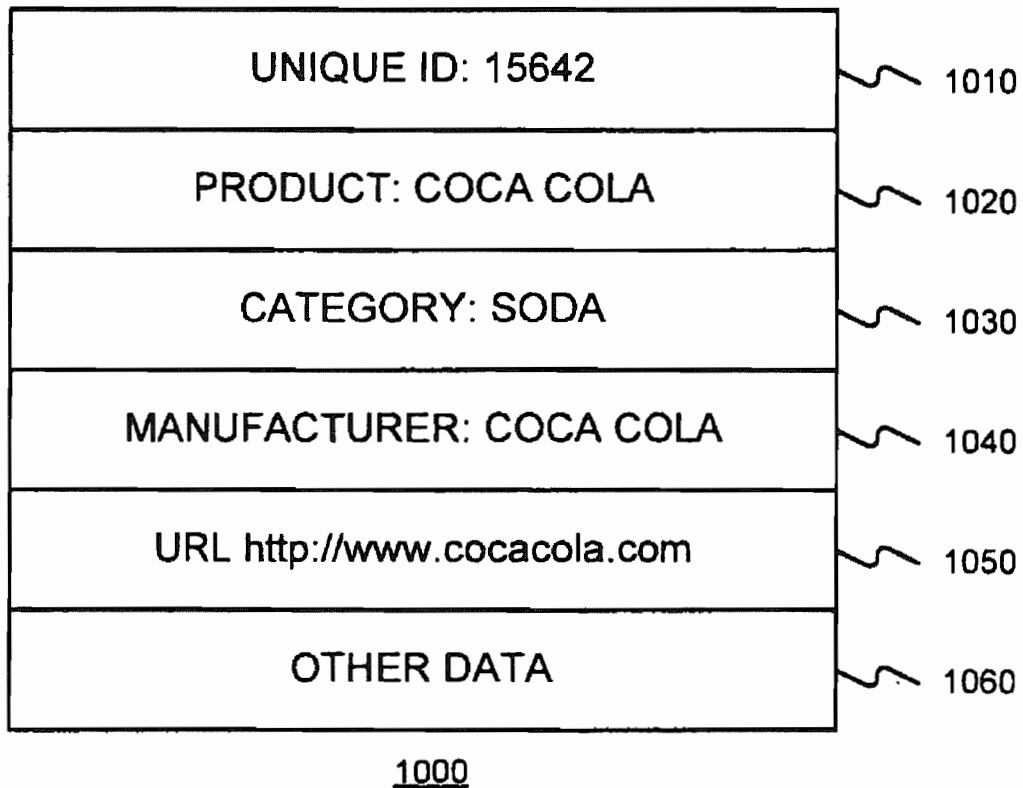 UNIQUE ID: 15642
1010
PRODUCT: COCA COLA
1020
CATEGORY: SODA
1030
MANUFACTURER: COCA COLA
1040
URL http://www.cocacola.com
1050
OTHER DATA
1060
1000